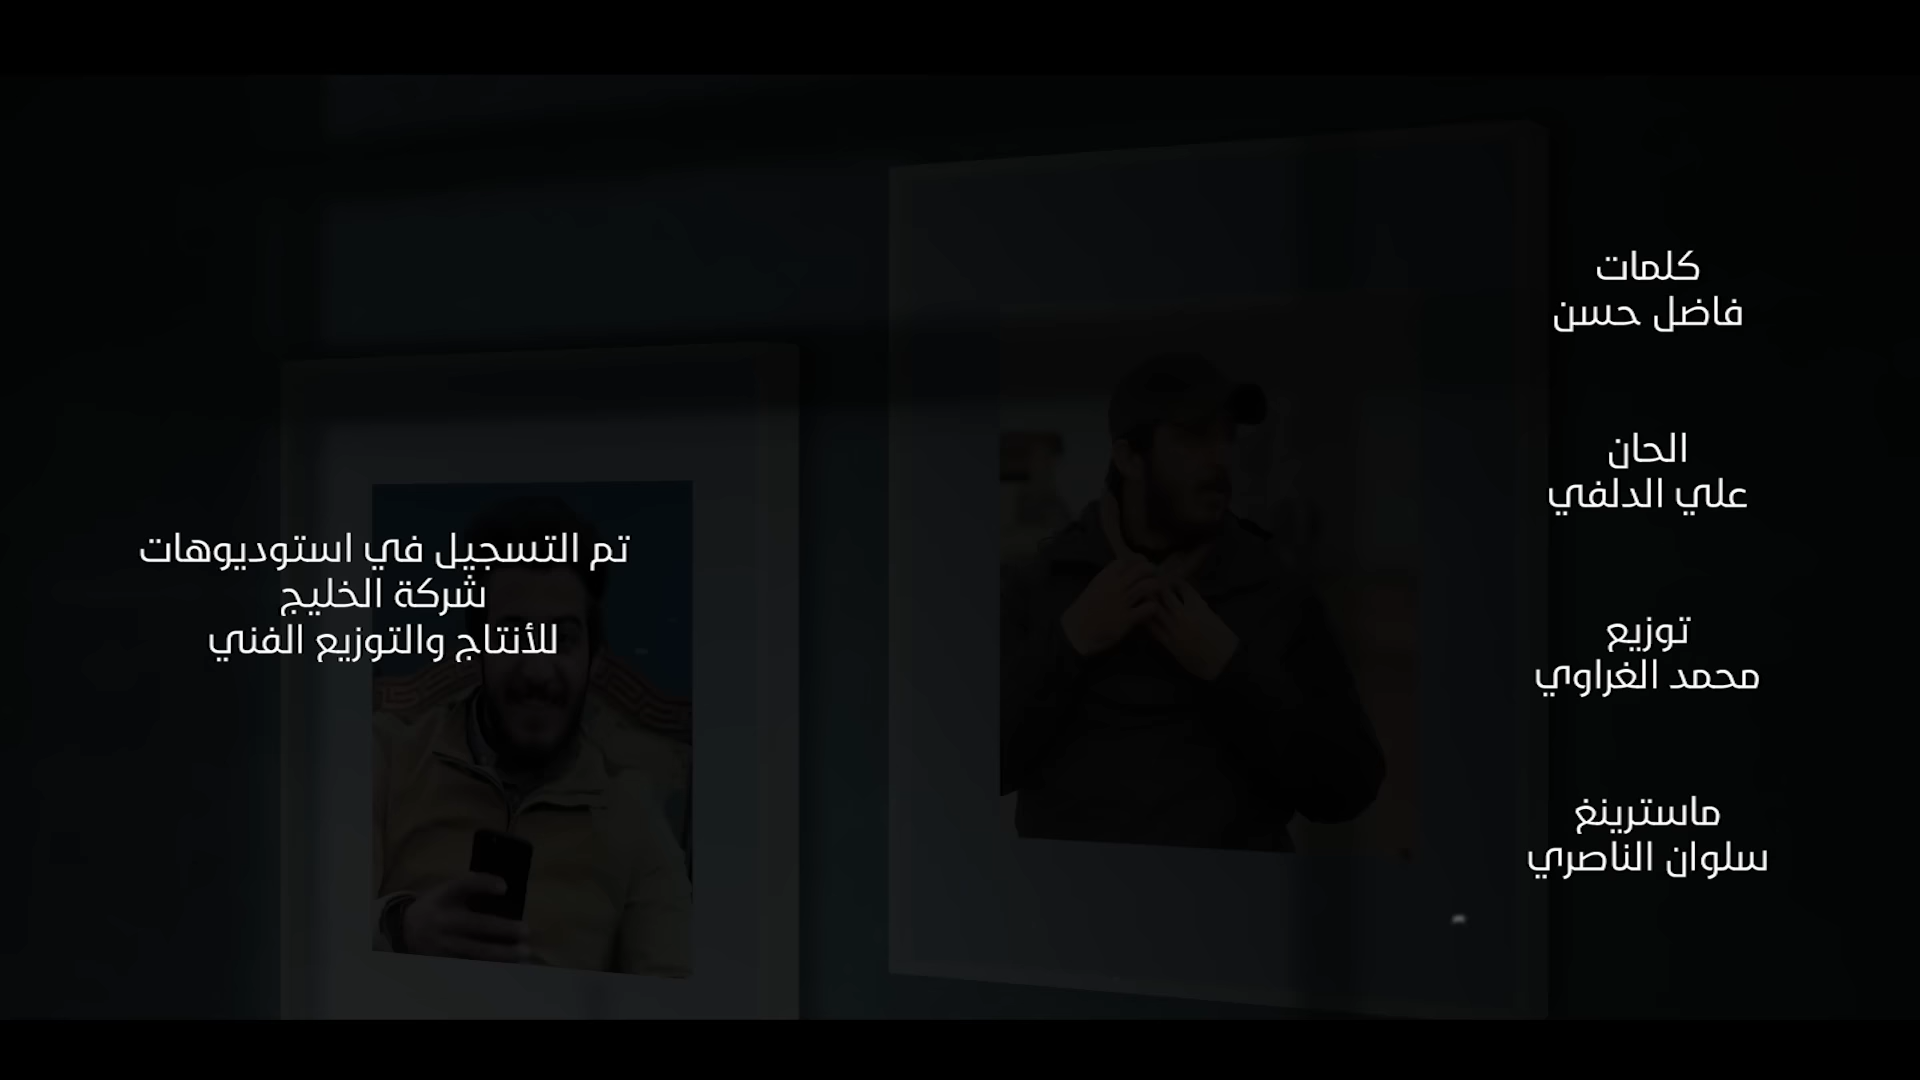 كلمات
فاضل حسن
الحان
علي الدلفي
توزيع
محمد الغراوي
ماسترينغ
سلوان الناصري
تم التسجيل في استوديوهات
شركة الخليج
للأنتاج والتوزيع الفني